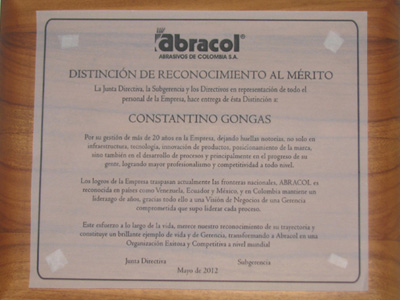 abracol®
ABRASIVOS DE COLOMBIA S.A.
DISTINCIÓN DE RECONOCIMIENTO AL MÉRITO
La Junta Directiva, la Subgerencia y los Directivos en representación de todo el
personal de la Empresa, hace entrega de ésta Distinción a:
CONSTANTINO GONGAS
Por su gestión de más de 20 años en la Empresa, dejando huellas notorias, no solo en
infraestructura, tecnología, innovación de productos, posicionamiento de la marca,
sino también en el desarrollo de procesos y principalmente en el progreso de su
gente, logrando mayor profesionalismo y competitividad a todo nivel.
Los logros de la Empresa traspasan actualmente las fronteras nacionales, ABRACOL es
reconocida en países como Venezuela, Ecuador y México, y en Colombia mantiene un
liderazgo de años, gracias todo ello a una Visión de Negocios de una Gerencia
comprometida que supo liderar cada proceso.
Este esfuerzo a lo largo de la vida, merece nuestro reconocimiento de su trayectoria y
constituye un brillante ejemplo de vida y de Gerencia, transformando a Abracol en una
Organización Exitosa y Competitiva a nivel mundial
Junta Directiva Subgerencia
Mayo de 2012